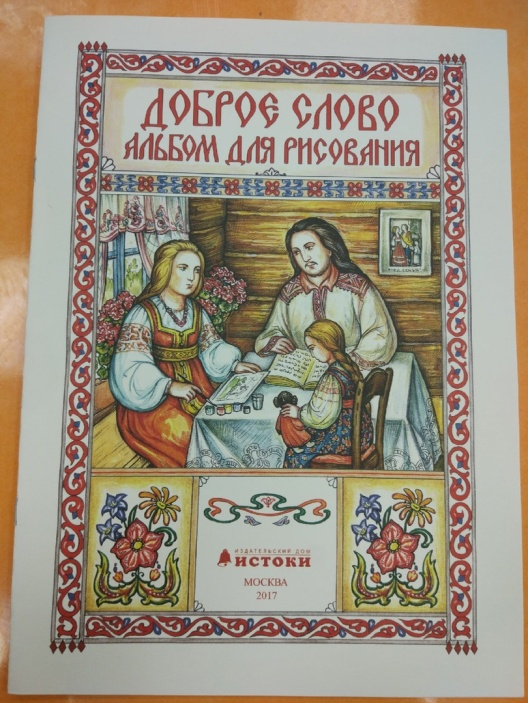 ДОБРОЕ СЛОВО
АЛЬБОМ ДЛЯ РИСОВАНИЯ
ИЗДАТЕЛЬСКИЙ ДОМ
ИСТОКИ
МОСКВА
2017